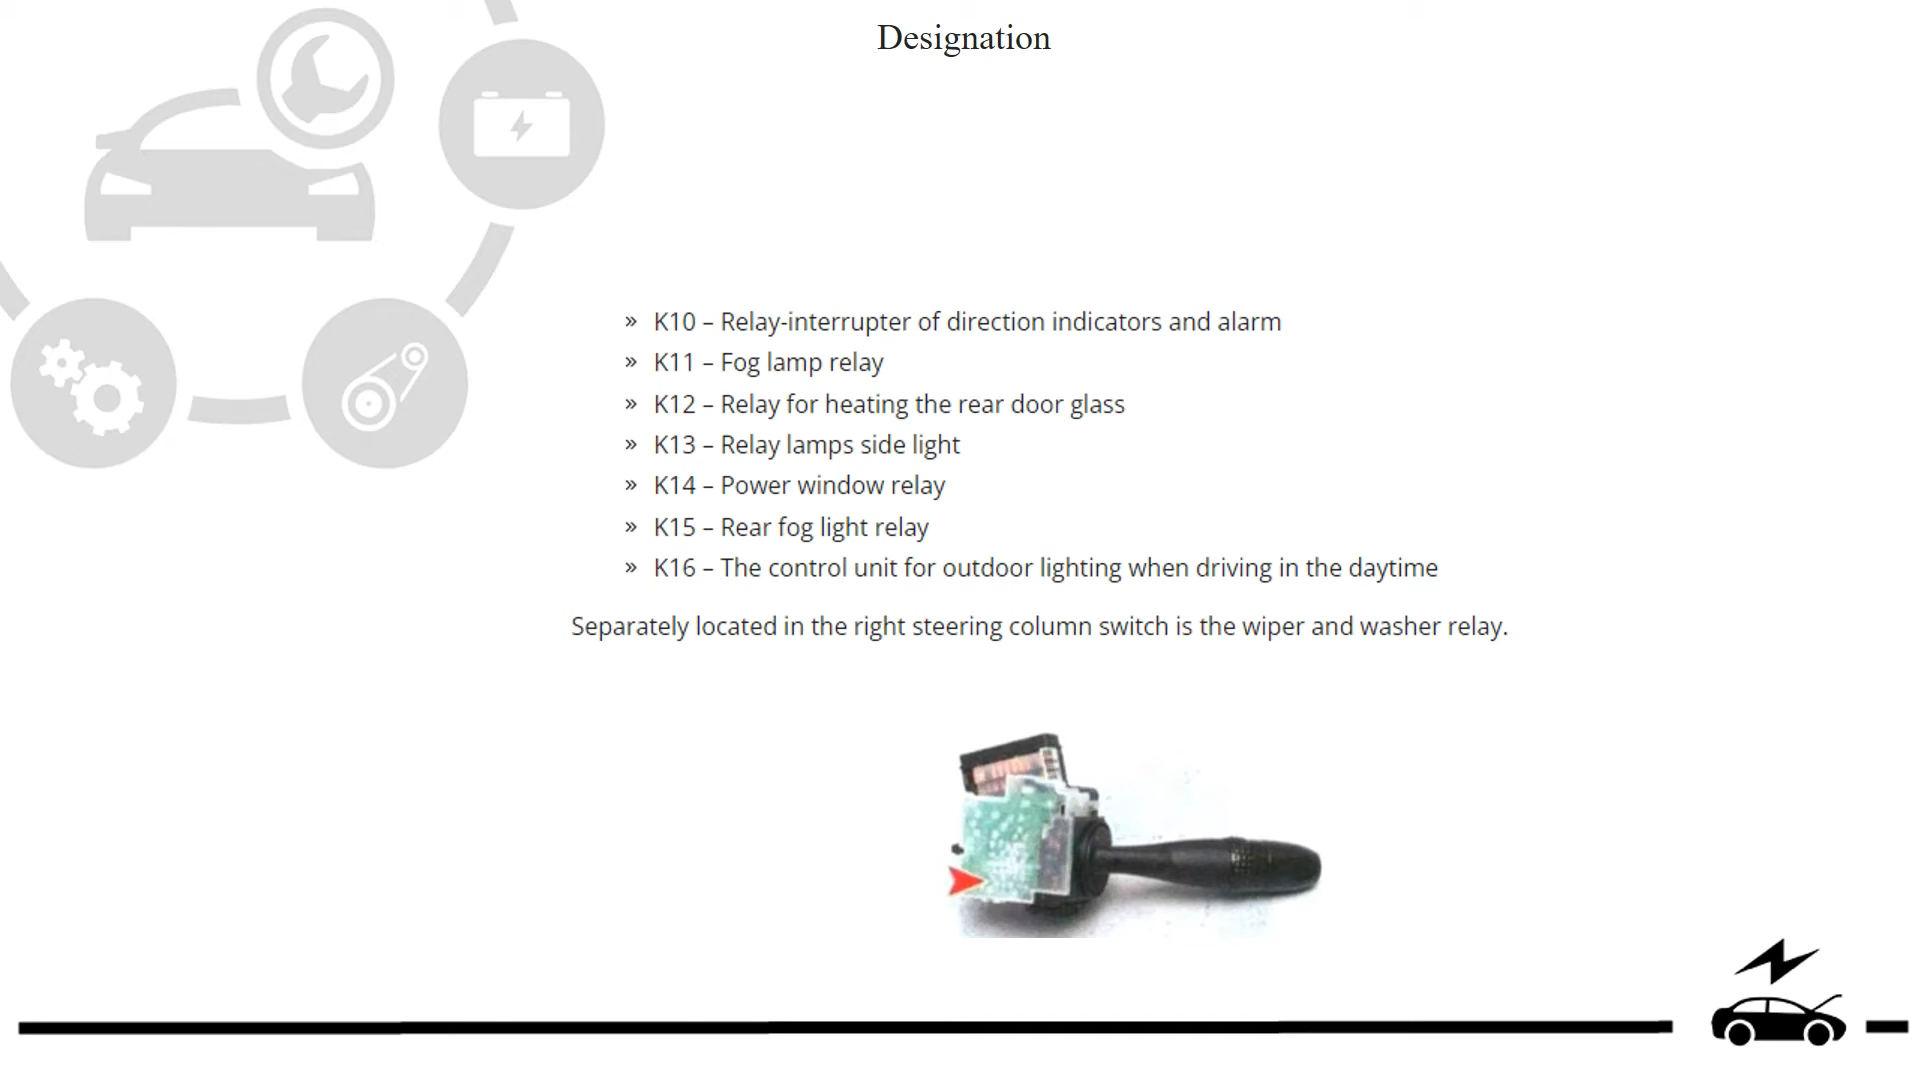 Designation
» K10 – Relay-interrupter of direction indicators and alarm
» K11 – Fog lamp relay
» K12 – Relay for heating the rear door glass
» K13 – Relay lamps side light
» K14 – Power window relay
» K15 – Rear fog light relay
» K16 – The control unit for outdoor lighting when driving in the daytime
Separately located in the right steering column switch is the wiper and washer relay.